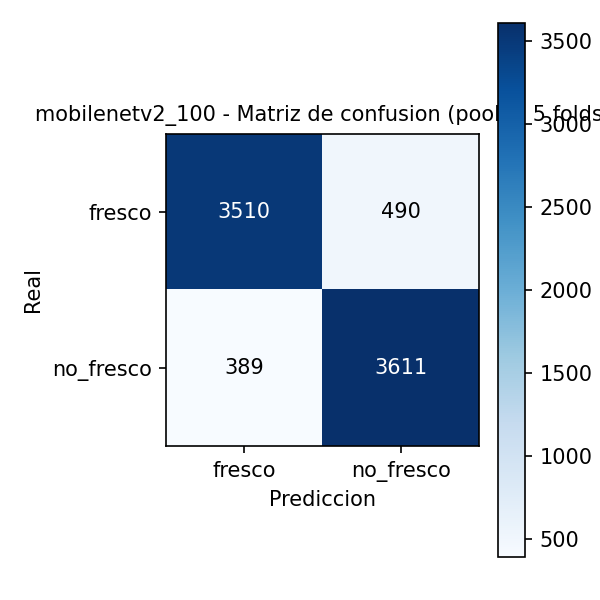 mobilenetv2_100 - Matriz de confusion (pool 5 folds
fresco 3510 490
no_fresco 389 3611
fresco no_fresco
Prediccion
Real
3500
3000
2500
2000
1500
1000
500